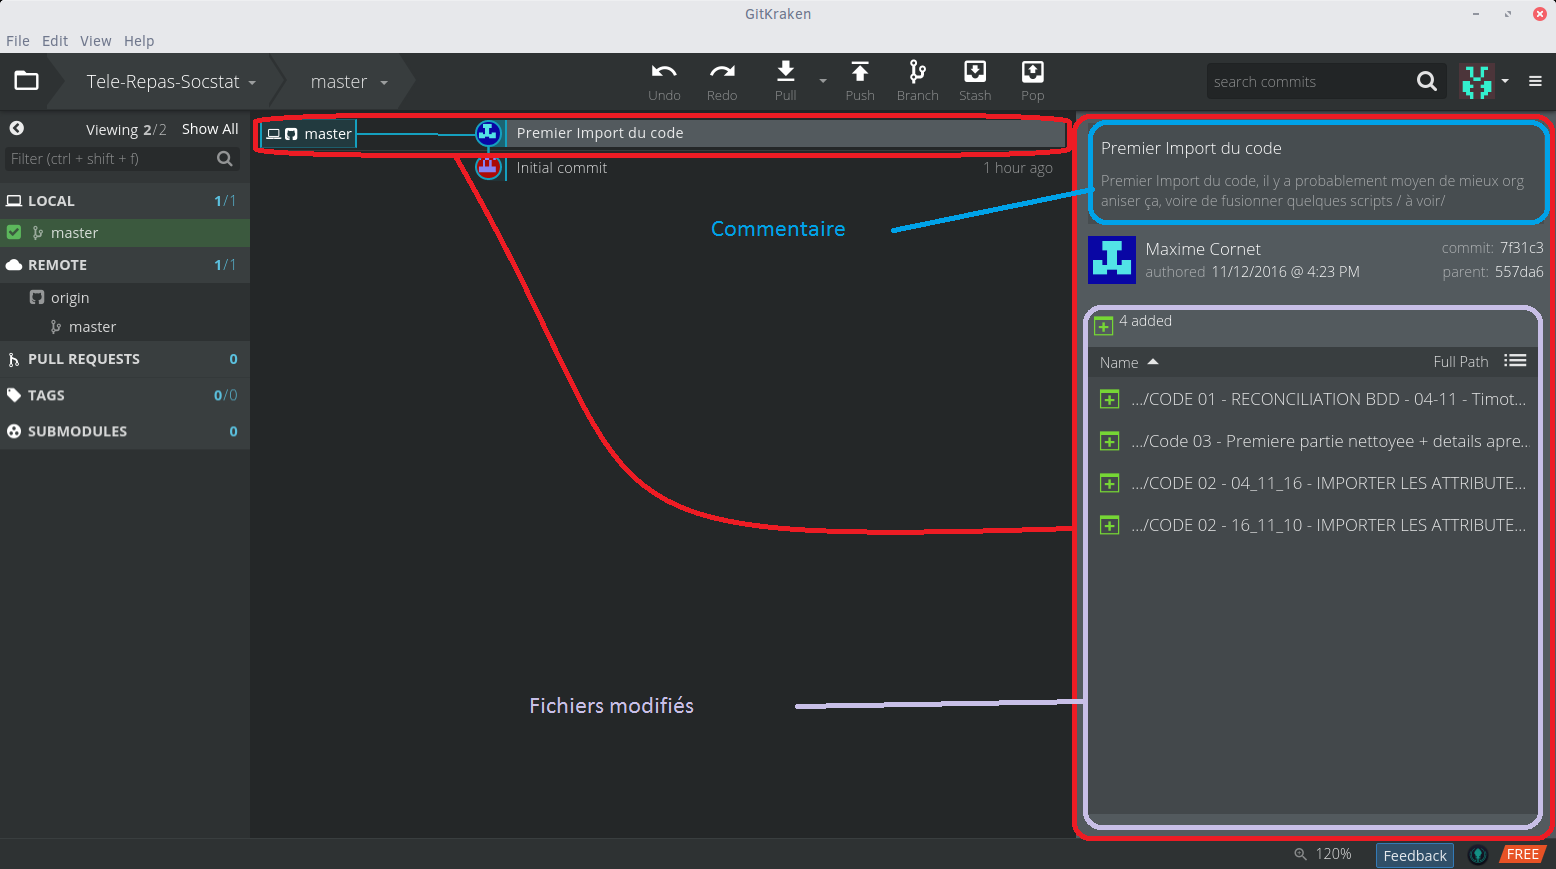 GitKraken
File Edit View Help
Tele-Repas-Socstat
master
Undo
Redo
Pull
Push
Branch
Stash
Pop
search commits
Viewing 2/2 Show All
Filter (ctrl + shift + f)
LOCAL 1/1
master
REMOTE 1/1
origin
master
PULL REQUESTS 0
TAGS 0/0
SUBMODULES 0
master
Premier Import du code
Initial commit
1 hour ago
Commentaire
Fichiers modifiés
Premier Import du code
Premier Import du code, il y a probablement moyen de mieux org
aniser ça, voire de fusionner quelques scripts / à voir/
Maxime Cornet
commit: 7f31c3
authored 11/12/2016 @ 4:23 PM
parent: 557da6
4 added
Name
Full Path
.../CODE 01 - RECONCILIATION BDD - 04-11 - Timot...
.../Code 03 - Premiere partie nettoyee + details apre...
.../CODE 02 - 04_11_16 - IMPORTER LES ATTRIBUTE...
.../CODE 02 - 16_11_10 - IMPORTER LES ATTRIBUTE...
120%
Feedback
FREE